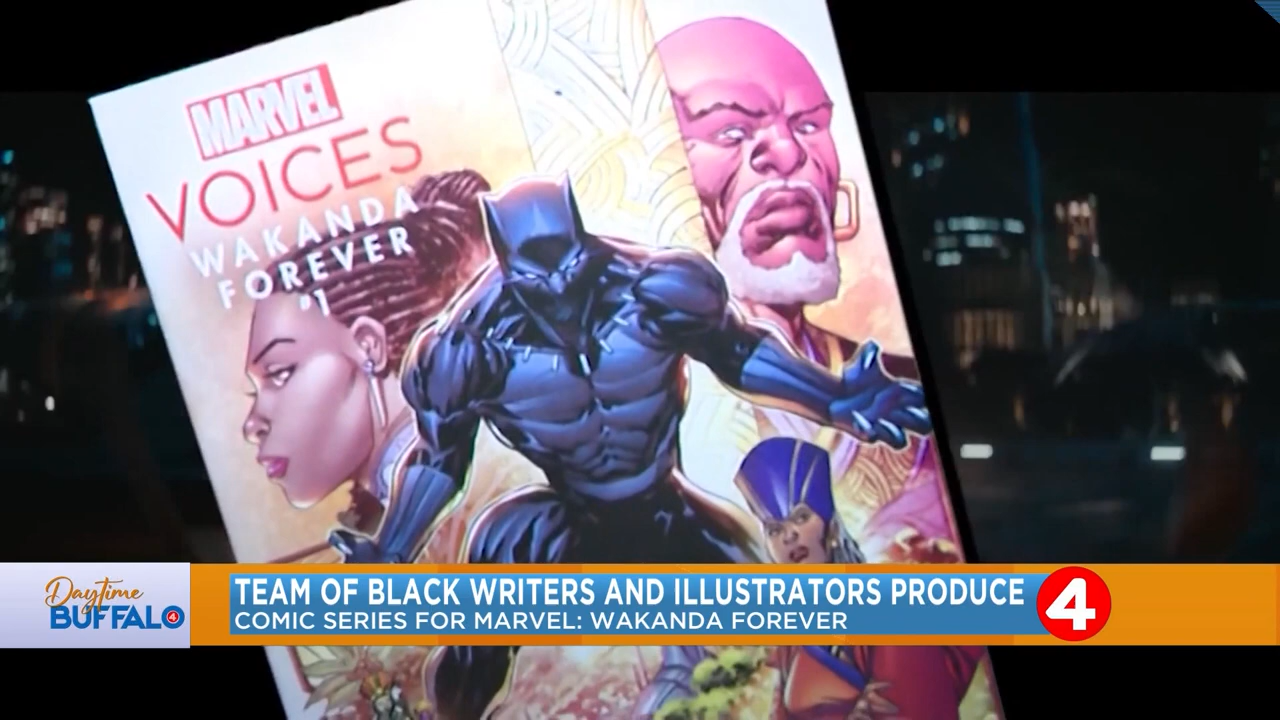 MARVEL
VOICES
WAKANDA
FOREVER
#1
Daytime
BUFFALO 4
TEAM OF BLACK WRITERS AND ILLUSTRATORS PRODUCE
COMIC SERIES FOR MARVEL: WAKANDA FOREVER
4